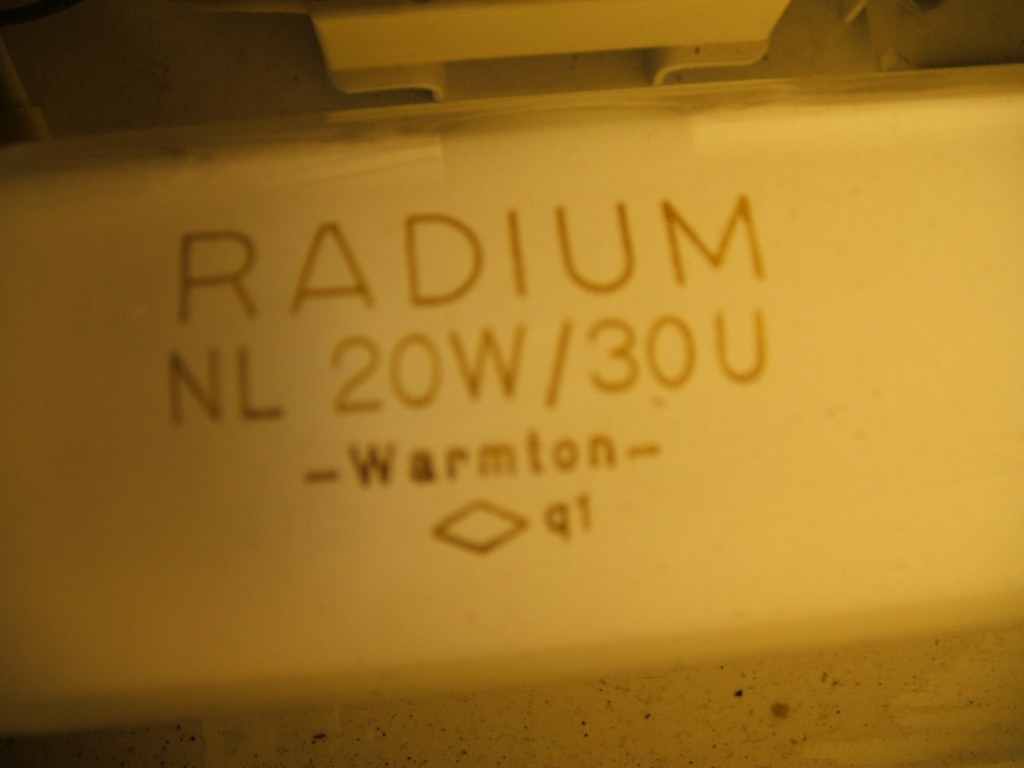 RADIUM
NL 20W/30U
-Warmton-
q1